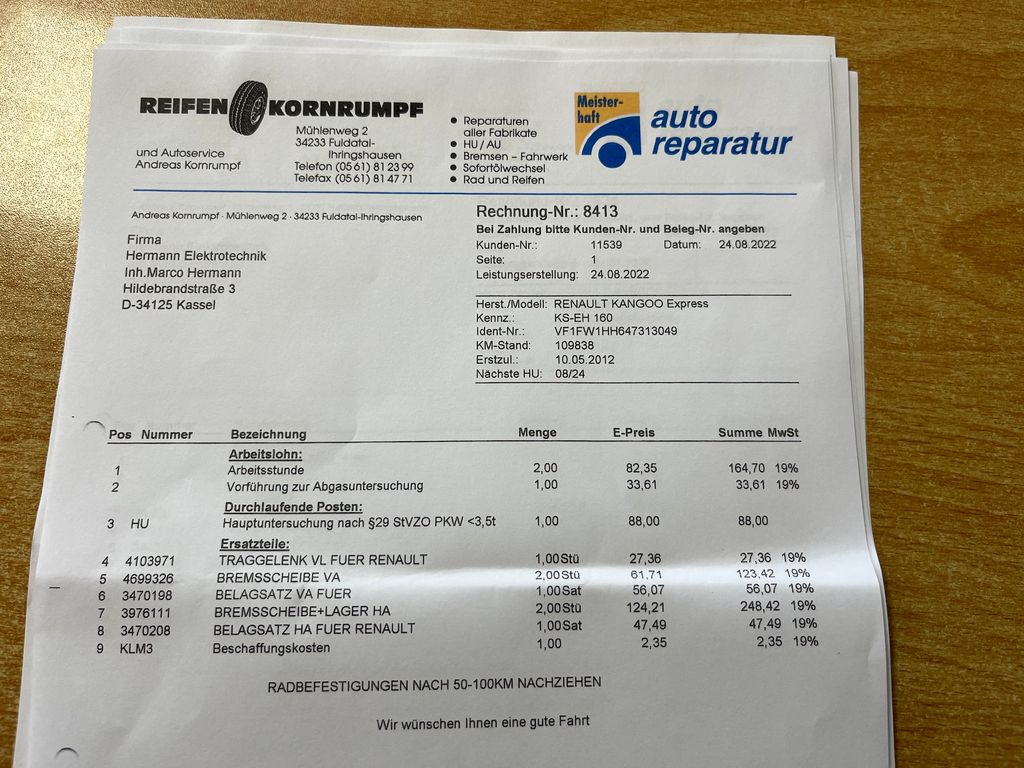 REIFEN KORNRUMPF
und Autoservice
Andreas Kornrumpf
Mühlenweg 2
34233 Fuldatal-
Ihringshausen
Telefon (05 61) 81 23 99
Telefax (05 61) 81 47 71
• Reparaturen
aller Fabrikate
• HU / AU
• Bremsen – Fahrwerk
• Sofortölwechsel
• Rad und Reifen
Meister-
haft
auto
reparatur
Andreas Kornrumpf · Mühlenweg 2 · 34233 Fuldatal-Ihringshausen
Firma
Hermann Elektrotechnik
Inh.Marco Hermann
Hildebrandstraße 3
D-34125 Kassel
Rechnung-Nr.: 8413
Bei Zahlung bitte Kunden-Nr. und Beleg-Nr. angeben
Kunden-Nr.: 11539 Datum: 24.08.2022
Seite: 1
Leistungserstellung: 24.08.2022
Herst./Modell: RENAULT KANGOO Express
Kennz.: KS-EH 160
Ident-Nr.: VF1FW1HH647313049
KM-Stand: 109838
Erstzul.: 10.05.2012
Nächste HU: 08/24
Pos Nummer Bezeichnung Menge E-Preis Summe MwSt
Arbeitslohn:
1 Arbeitsstunde 2,00 82,35 164,70 19%
2 Vorführung zur Abgasuntersuchung 1,00 33,61 33,61 19%
Durchlaufende Posten:
3 HU Hauptuntersuchung nach §29 StVZO PKW <3,5t 1,00 88,00 88,00
Ersatzteile:
4 4103971 TRAGGELENK VL FUER RENAULT 1,00 Stü 27,36 27,36 19%
5 4699326 BREMSSCHEIBE VA 2,00 Stü 61,71 123,42 19%
6 3470198 BELAGSATZ VA FUER 1,00 Sat 56,07 56,07 19%
7 3976111 BREMSSCHEIBE+LAGER HA 2,00 Stü 124,21 248,42 19%
8 3470208 BELAGSATZ HA FUER RENAULT 1,00 Sat 47,49 47,49 19%
9 KLM3 Beschaffungskosten 1,00 2,35 2,35 19%
RADBEFESTIGUNGEN NACH 50-100KM NACHZIEHEN
Wir wünschen Ihnen eine gute Fahrt